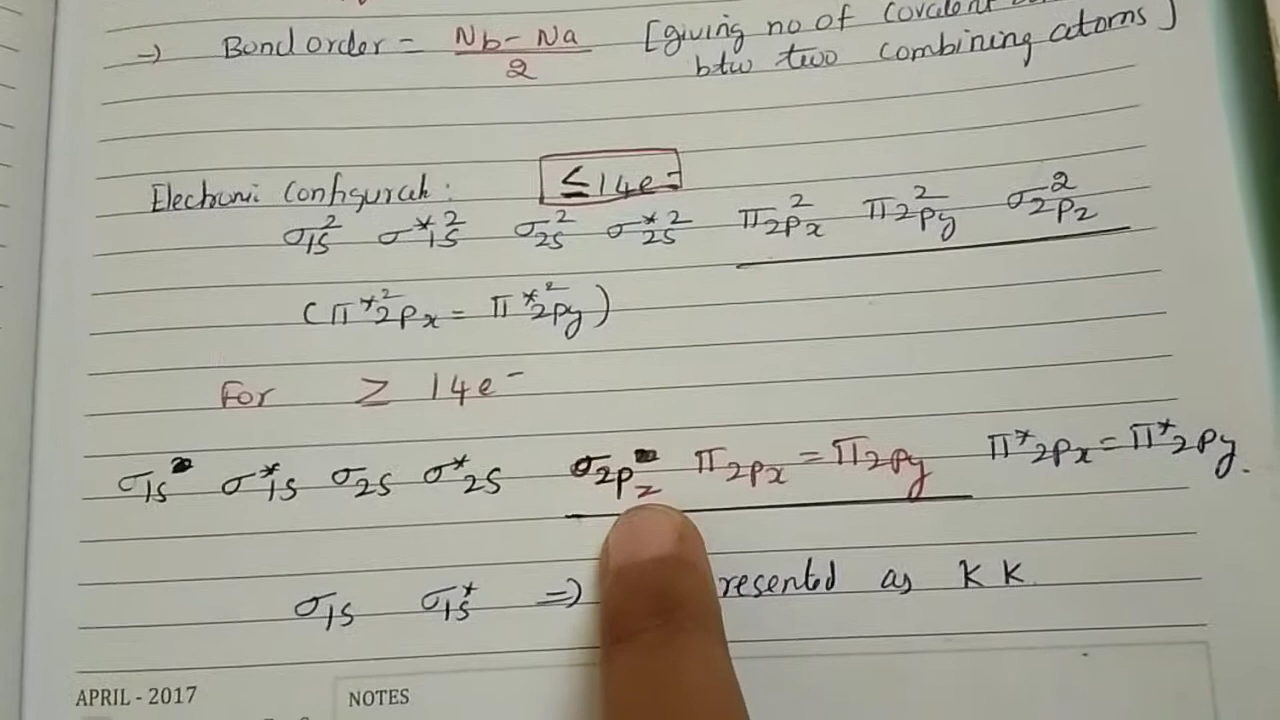 → Bond order = Nb - Na / 2 [giving no of covalent
btw two combining atoms]
Electronic Configurat: ≤ 14e-
σ1s² σ*1s² σ2s² σ*2s² π2px² π2py² σ2pz²
(π*2px² = π*2py²)
For ≥ 14e-
σ1s² σ*1s σ2s σ*2s σ2pz π2px = π2py π*2px = π*2py.
σ1s σ1s* ⇒ resented as KK
APRIL - 2017 NOTES